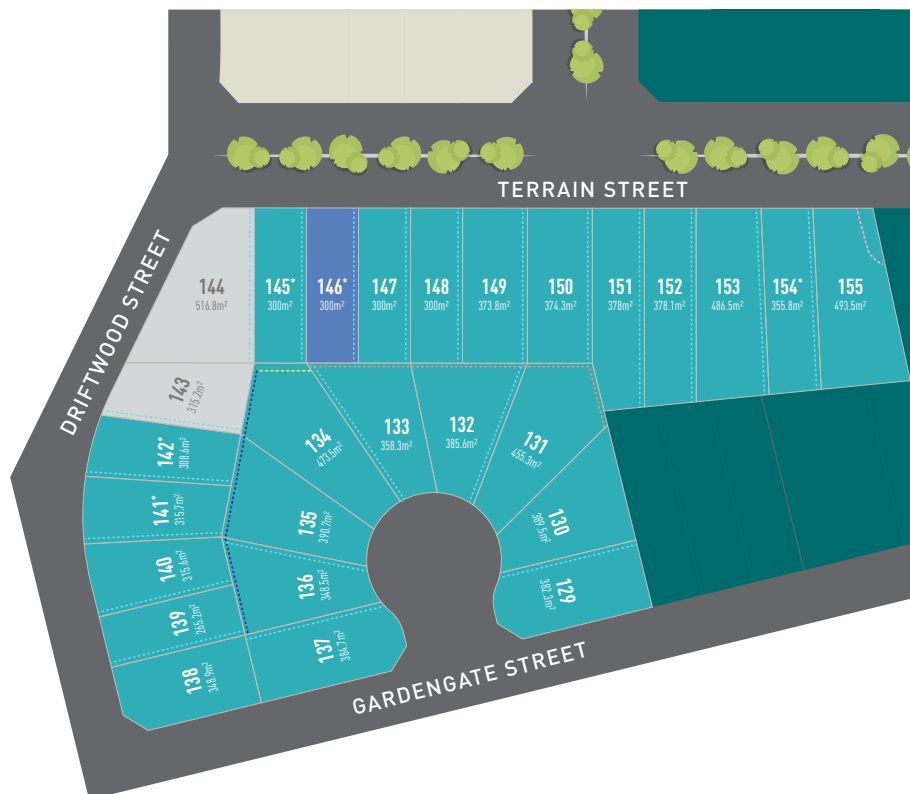 TERRAIN STREET
DRIFTWOOD STREET
144
516.8m²
145*
300m²
146*
300m²
147
300m²
148
300m²
149
373.8m²
150
374.3m²
151
378m²
152
378.1m²
153
486.5m²
154*
355.8m²
155
493.5m²
143
315.2m²
142*
308.6m²
141*
315.7m²
140
315.6m²
139
265.2m²
138
348.9m²
137
384.7m²
136
348.5m²
135
390.7m²
134
473.5m²
133
358.3m²
132
385.6m²
131
455.3m²
130
389.5m²
129
382.3m²
GARDENGATE STREET